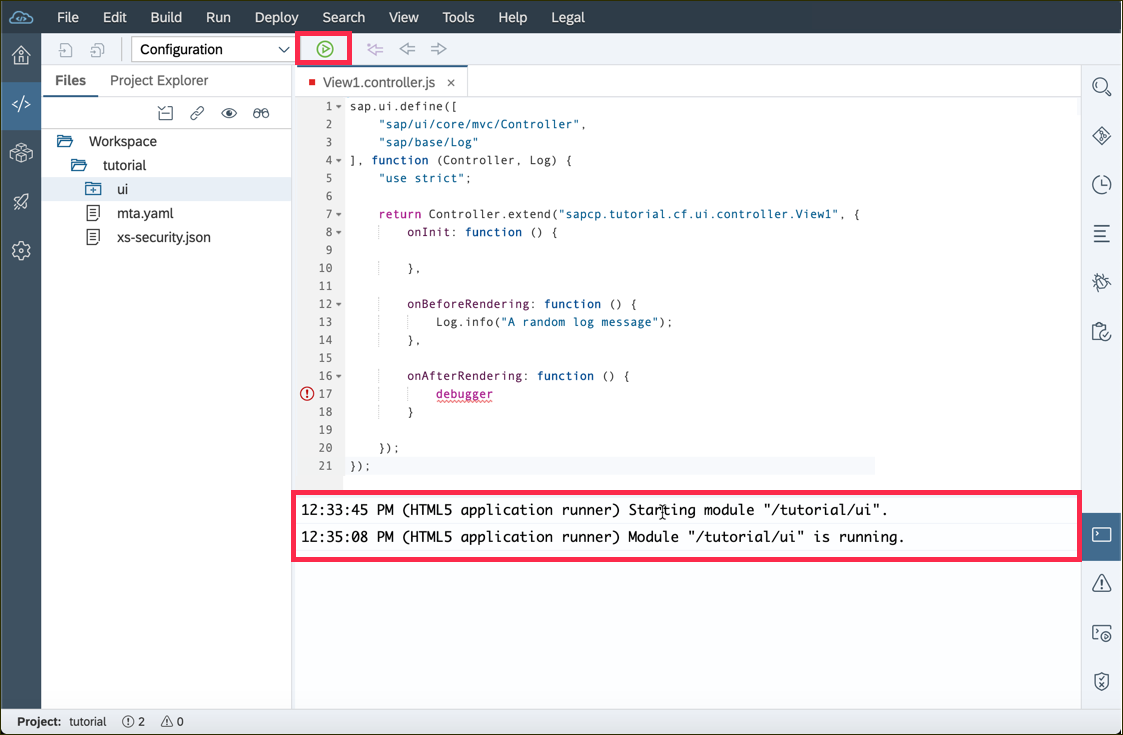 File Edit Build Run Deploy Search View Tools Help Legal
Configuration
Files Project Explorer
View1.controller.js ×
Workspace
tutorial
ui
mta.yaml
xs-security.json
1 sap.ui.define([
2 "sap/ui/core/mvc/Controller",
3 "sap/base/Log"
4 ], function (Controller, Log) {
5 "use strict";
6
7 return Controller.extend("sapcp.tutorial.cf.ui.controller.View1", {
8 onInit: function () {
9
10 },
11
12 onBeforeRendering: function () {
13 Log.info("A random log message");
14 },
15
16 onAfterRendering: function () {
17 debugger
18 }
19
20 });
21 });
12:33:45 PM (HTML5 application runner) Starting module "/tutorial/ui".
12:35:08 PM (HTML5 application runner) Module "/tutorial/ui" is running.
Project: tutorial 2 0